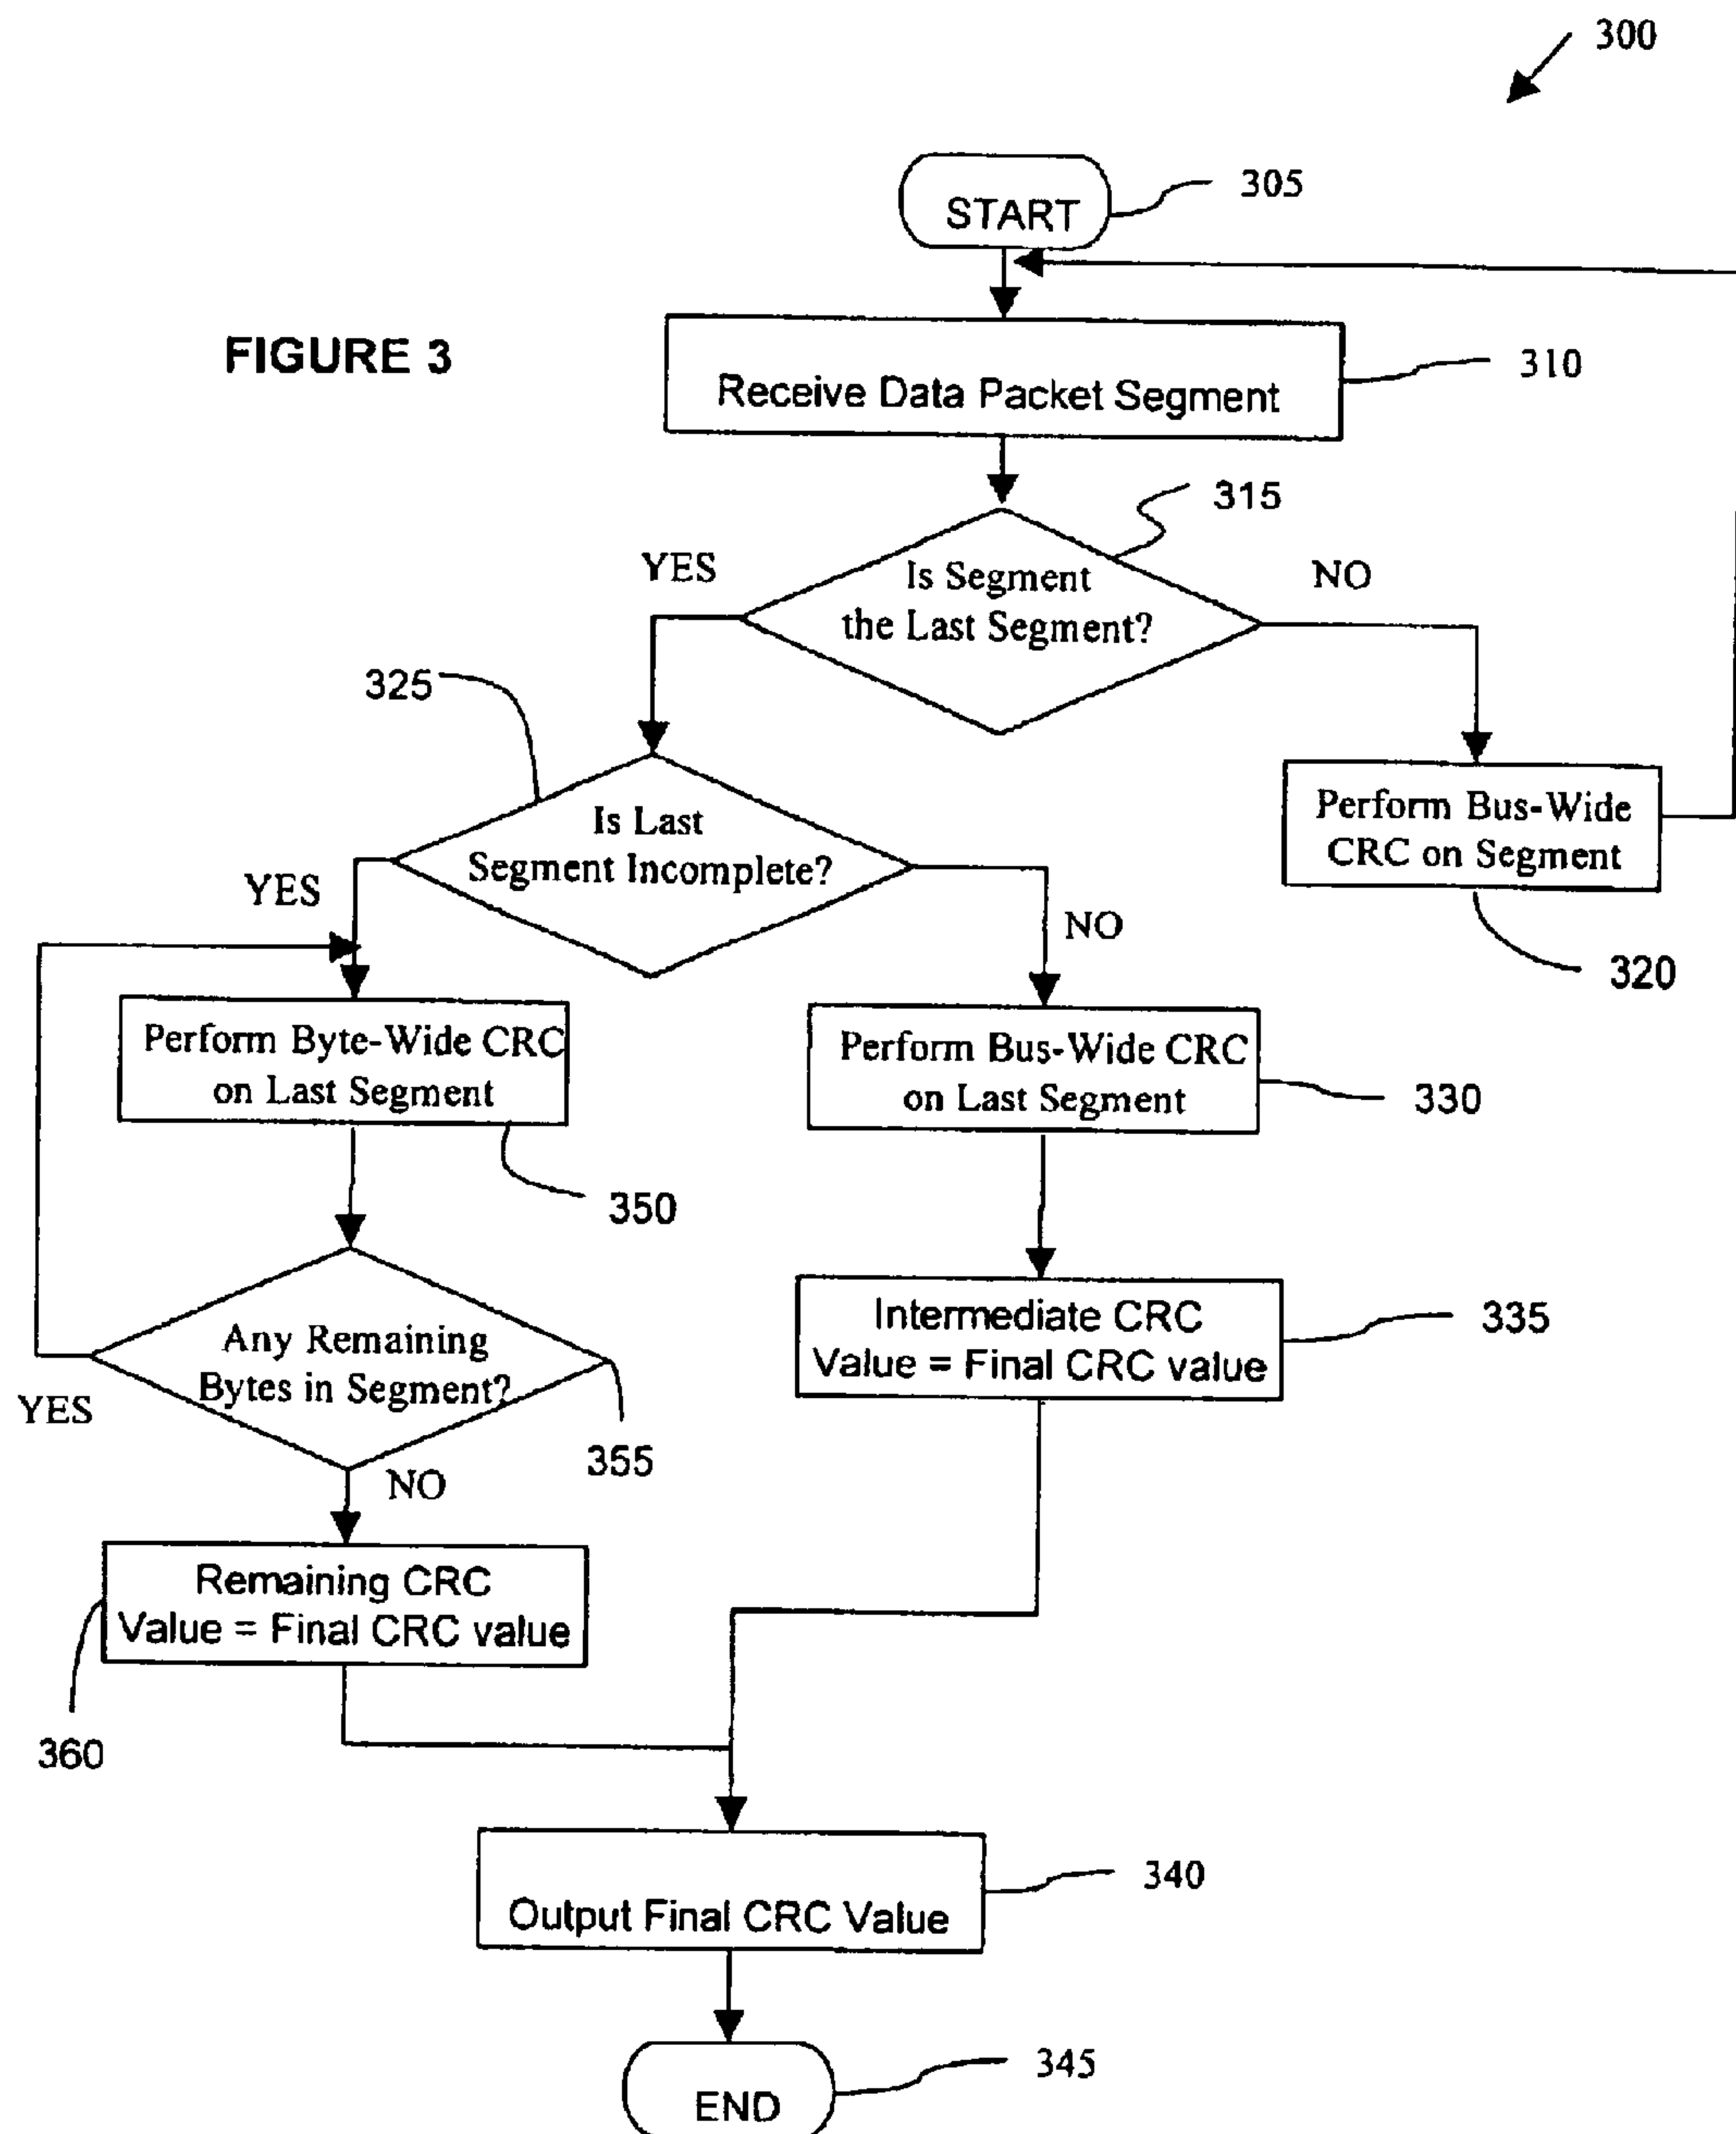 300
START
305
FIGURE 3
Receive Data Packet Segment
310
315
YES
Is Segment
the Last Segment?
NO
325
Is Last
Segment Incomplete?
YES
NO
Perform Bus-Wide
CRC on Segment
320
Perform Byte-Wide CRC
on Last Segment
350
Perform Bus-Wide CRC
on Last Segment
330
Any Remaining
Bytes in Segment?
YES
NO
355
Intermediate CRC
Value = Final CRC value
335
Remaining CRC
Value = Final CRC value
360
Output Final CRC Value
340
END
345